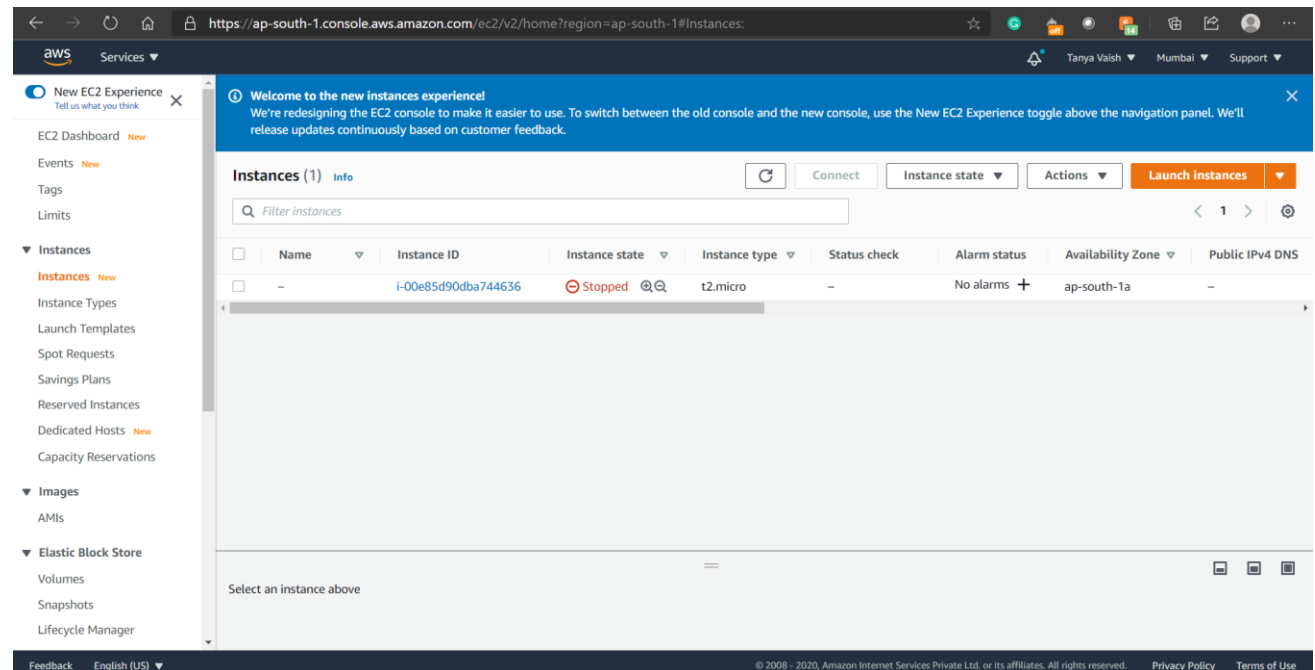 https://ap-south-1.console.aws.amazon.com/ec2/v2/home?region=ap-south-1#Instances:
off
14
aws
Services
Tanya Vaish
Mumbai
Support
New EC2 Experience
Tell us what you think
EC2 Dashboard New
Events New
Tags
Limits
Instances
Instances New
Instance Types
Launch Templates
Spot Requests
Savings Plans
Reserved Instances
Dedicated Hosts New
Capacity Reservations
Images
AMIs
Elastic Block Store
Volumes
Snapshots
Lifecycle Manager
Welcome to the new instances experience!
We're redesigning the EC2 console to make it easier to use. To switch between the old console and the new console, use the New EC2 Experience toggle above the navigation panel. We'll
release updates continuously based on customer feedback.
Instances (1) Info
Connect
Instance state
Actions
Launch instances
Filter instances
1
Name Instance ID Instance state Instance type Status check Alarm status Availability Zone Public IPv4 DNS
– i-00e85d90dba744636 Stopped t2.micro – No alarms + ap-south-1a –
Select an instance above
Feedback
English (US)
© 2008 - 2020, Amazon Internet Services Private Ltd. or its affiliates. All rights reserved.
Privacy Policy
Terms of Use